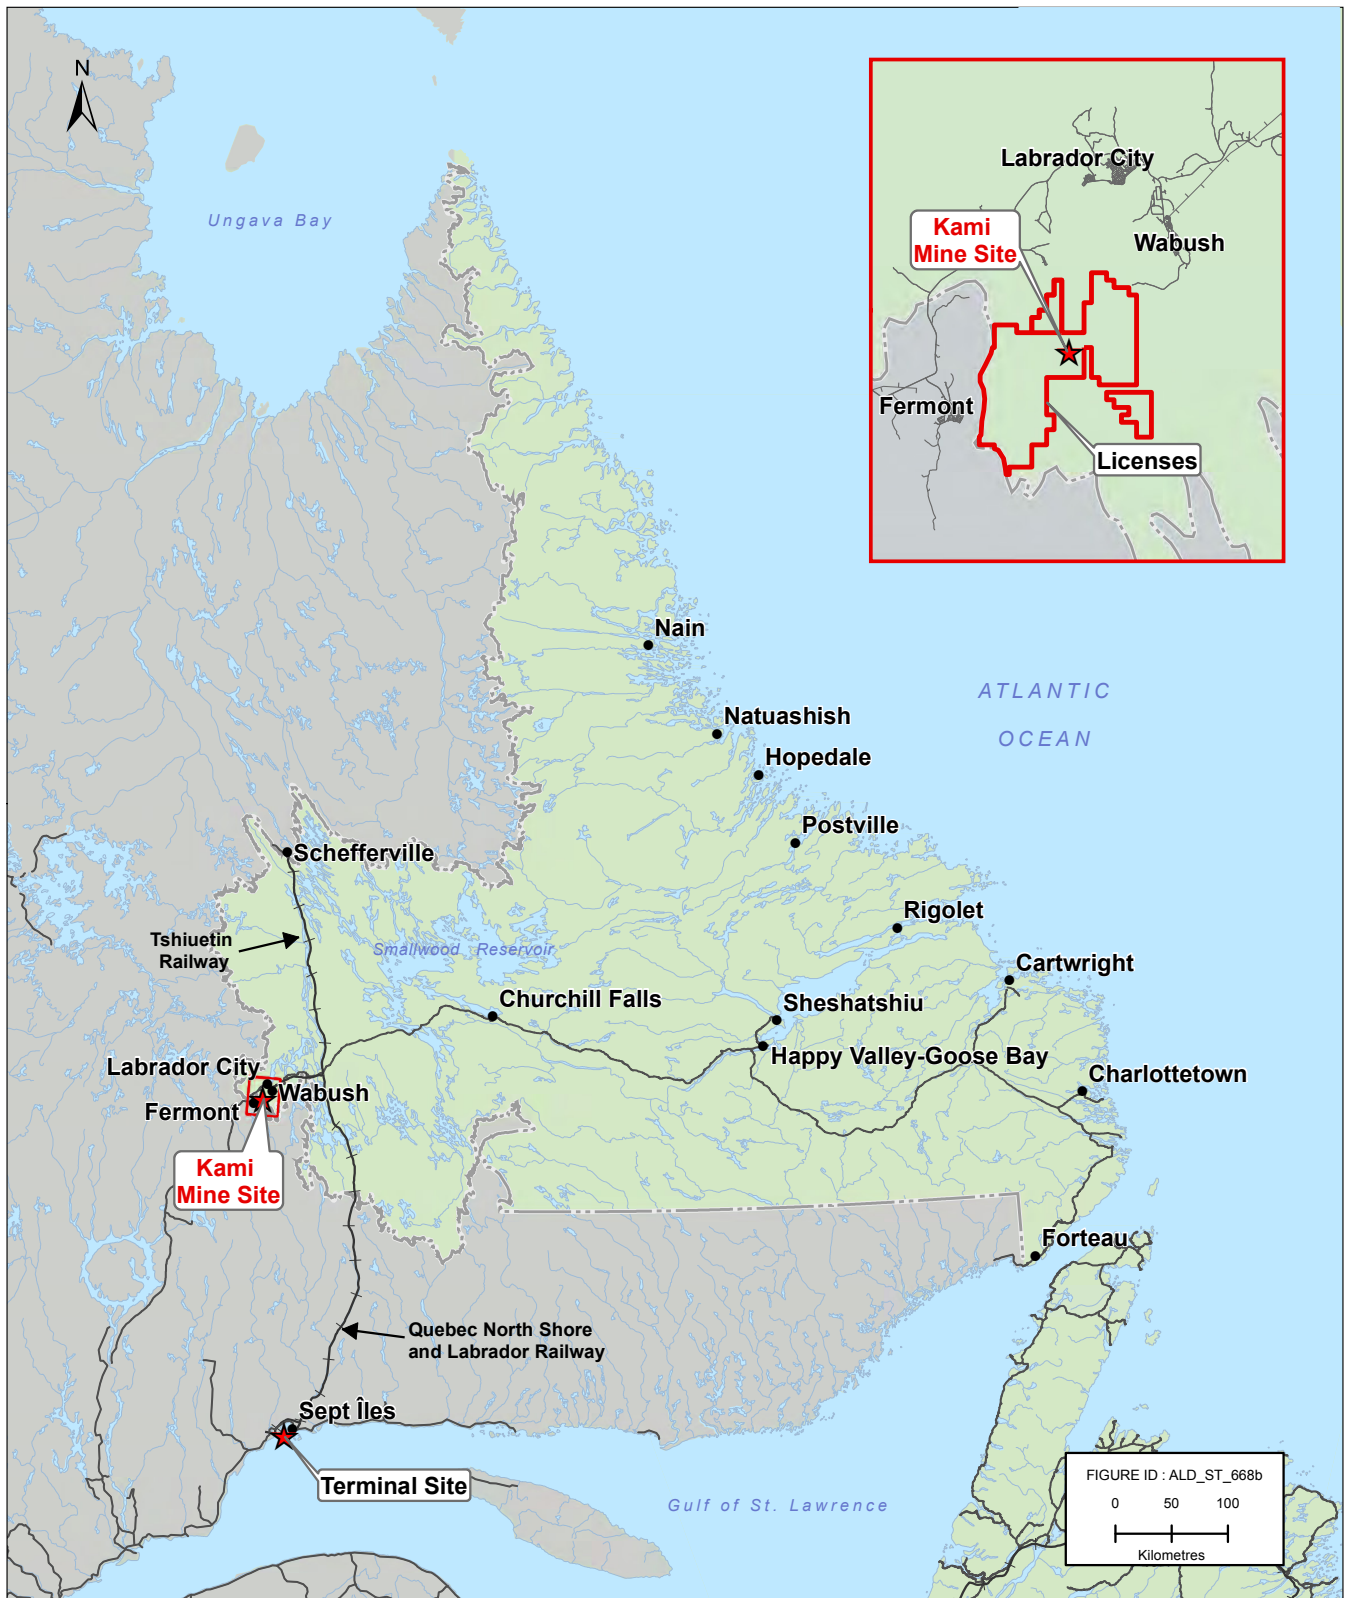 N
Ungava Bay
Labrador City
Kami
Mine Site
Wabush
Fermont
Licenses
Nain
ATLANTIC
OCEAN
Natuashish
Hopedale
Postville
Schefferville
Rigolet
Tshiuetin
Railway
Smallwood Reservoir
Cartwright
Churchill Falls
Sheshatshiu
Happy Valley-Goose Bay
Labrador City
Wabush
Charlottetown
Fermont
Kami
Mine Site
Forteau
Quebec North Shore
and Labrador Railway
Sept Îles
Terminal Site
Gulf of St. Lawrence
FIGURE ID : ALD_ST_668b
0 50 100
Kilometres